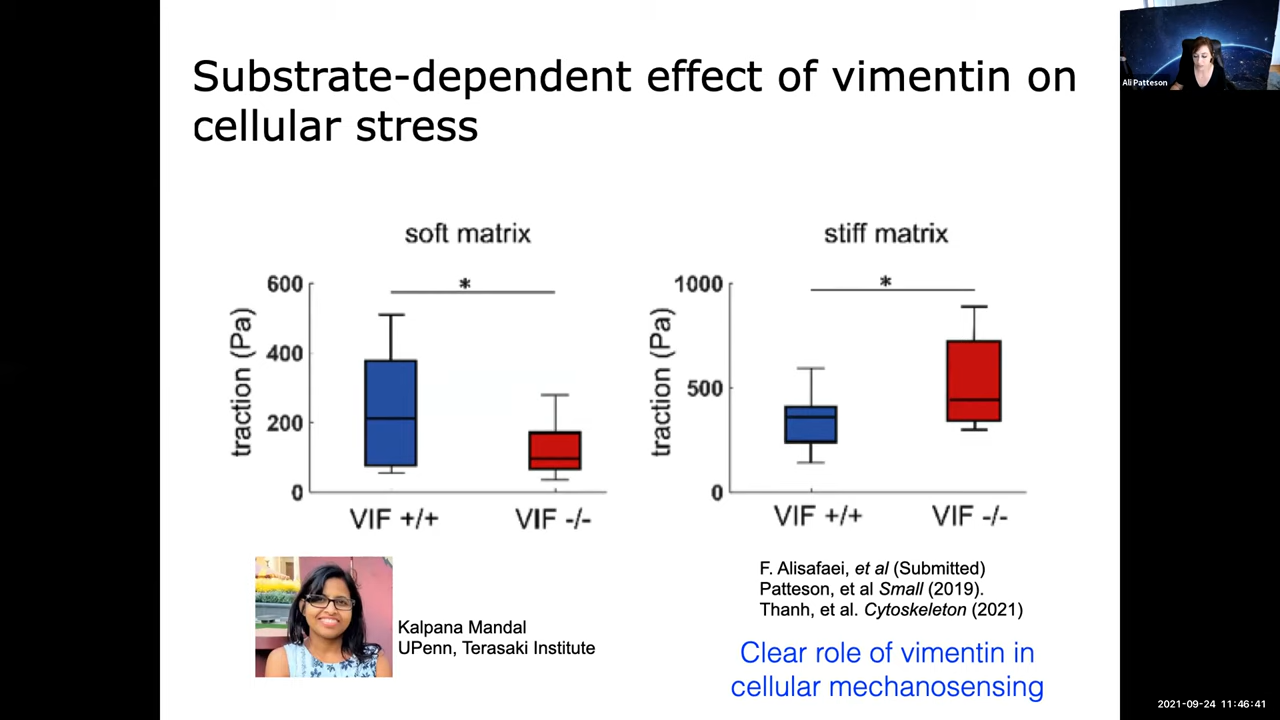 Substrate-dependent effect of vimentin on
cellular stress
Ali Patteson
soft matrix
600
400
200
0
traction (Pa)
*
VIF +/+
VIF -/-
stiff matrix
1000
500
0
traction (Pa)
*
VIF +/+
VIF -/-
Kalpana Mandal
UPenn, Terasaki Institute
F. Alisafaei, et al (Submitted)
Patteson, et al Small (2019).
Thanh, et al. Cytoskeleton (2021)
Clear role of vimentin in
cellular mechanosensing
2021-09-24 11:46:41